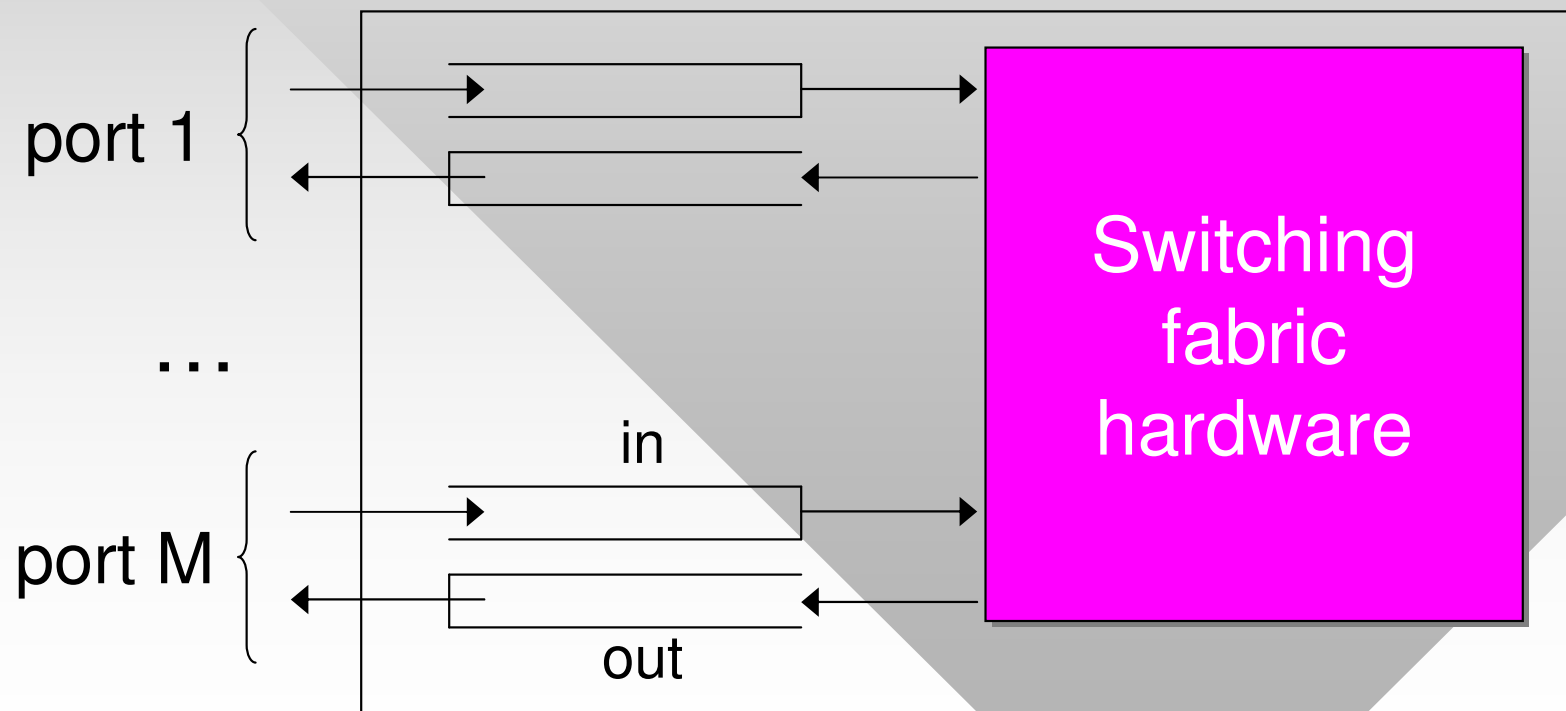 port 1
...
port M
in
out
Switching
fabric
hardware